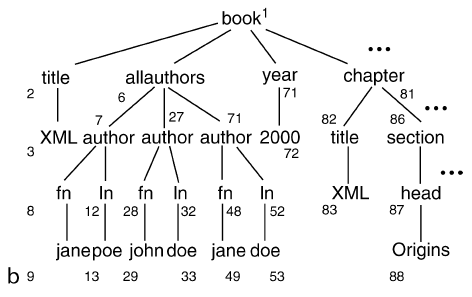 book 1
...
title allauthors year chapter
2 6 71 81
7 27 71 82 86 ...
XML author author author 2000 title section
3 72
...
fn ln fn ln fn ln XML head
8 12 28 32 48 52 83 87
jane poe john doe jane doe Origins
b 9 13 29 33 49 53 88